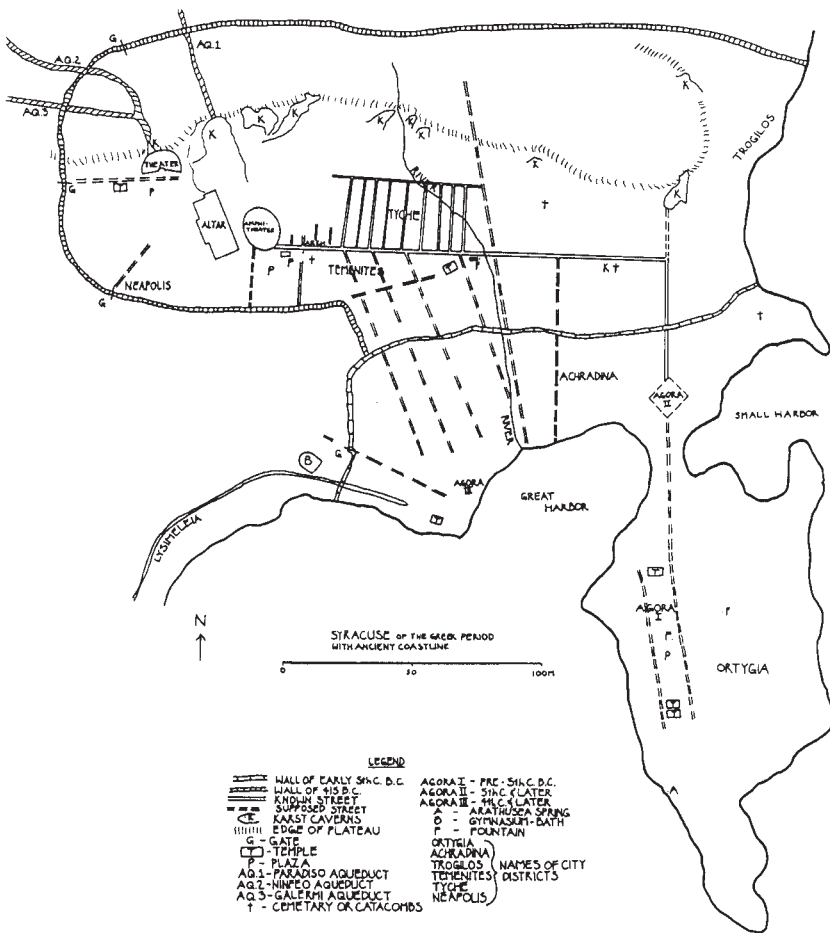 G
AQ.1
AQ.2
AQ.3
K
K
K
K
K
K
K
K
K
THEATER
TROGILOS
G
T
P
RIVER
TYCHE
†
ALTAR
AMPHI-
THEATER
P
P
†
TEMENITES
T
K †
NEAPOLIS
G
†
ACHRADINA
AGORA
II
SMALL HARBOR
RIVER
G
B
AGORA
III
GREAT
HARBOR
T
LYSIMELEIA
T
AGORA
I
F
F
P
ORTYGIA
T
T
A
N
SYRACUSE OF THE GREEK PERIOD
WITH ANCIENT COASTLINE
0 50 100M
LEGEND
WALL OF EARLY 5th C. B.C.
WALL OF 415 B.C.
KNOWN STREET
SUPPOSED STREET
K KARST CAVERNS
EDGE OF PLATEAU
G - GATE
T - TEMPLE
P - PLAZA
AQ.1 - PARADISO AQUEDUCT
AQ.2 - NINFEO AQUEDUCT
AQ.3 - GALERMI AQUEDUCT
† - CEMETARY OR CATACOMBS
AGORA I - PRE-5th C. B.C.
AGORA II - 5th C. & LATER
AGORA III - 4th C. & LATER
A - ARATHUSEA SPRING
B - GYMNASIUM-BATH
F - FOUNTAIN
ORTYGIA
ACHRADINA
TROGILOS
TEMENITES
TYCHE
NEAPOLIS
NAMES OF CITY
DISTRICTS